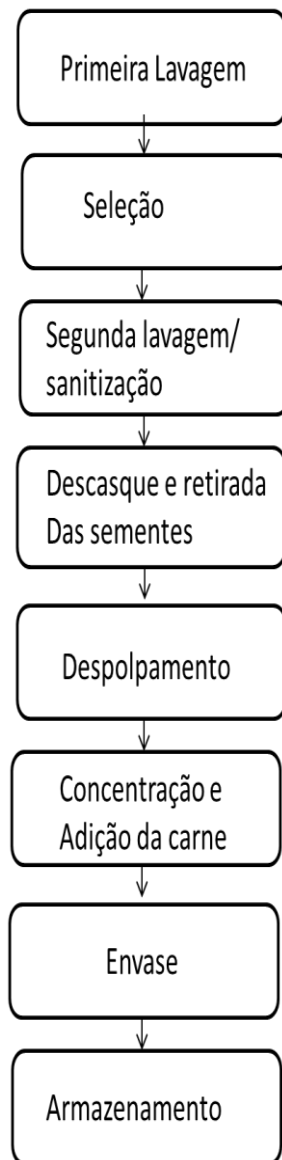 Primeira Lavagem
Seleção
Segunda lavagem/
sanitização
Descasque e retirada
Das sementes
Despolpamento
Concentração e
Adição da carne
Envase
Armazenamento